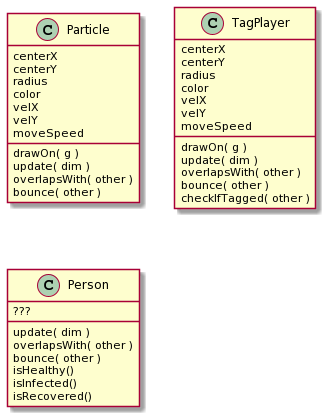 C Particle
centerX
centerY
radius
color
velX
velY
moveSpeed
drawOn( g )
update( dim )
overlapsWith( other )
bounce( other )
C TagPlayer
centerX
centerY
radius
color
velX
velY
moveSpeed
drawOn( g )
update( dim )
overlapsWith( other )
bounce( other )
checkIfTagged( other )
C Person
???
update( dim )
overlapsWith( other )
bounce( other )
isHealthy()
isInfected()
isRecovered()